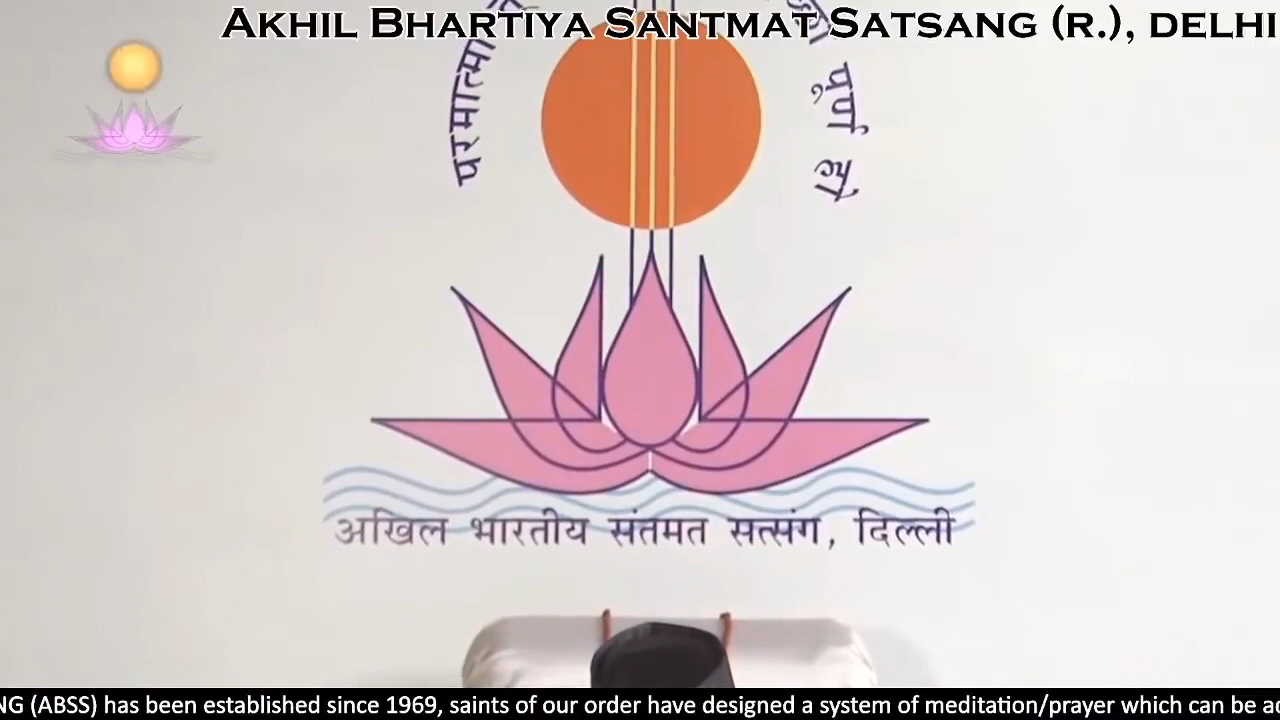 AKHIL BHARTIYA SANTMAT SATSANG (R.), DELHI
परमात्मा
पूर्ण हो
अखिल भारतीय संतमत सत्संग, दिल्ली
NG (ABSS) has been established since 1969, saints of our order have designed a system of meditation/prayer which can be